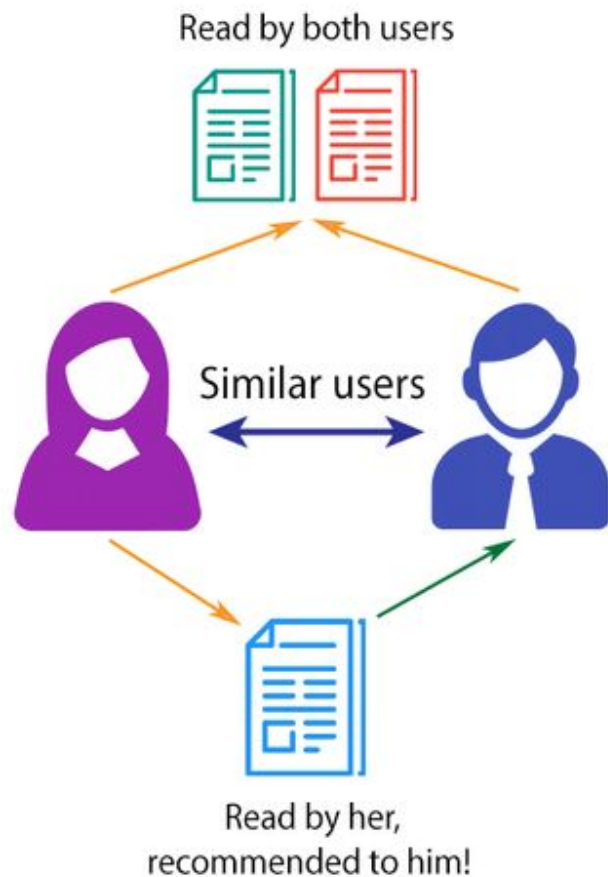 Read by both users
Similar users
Read by her,
recommended to him!